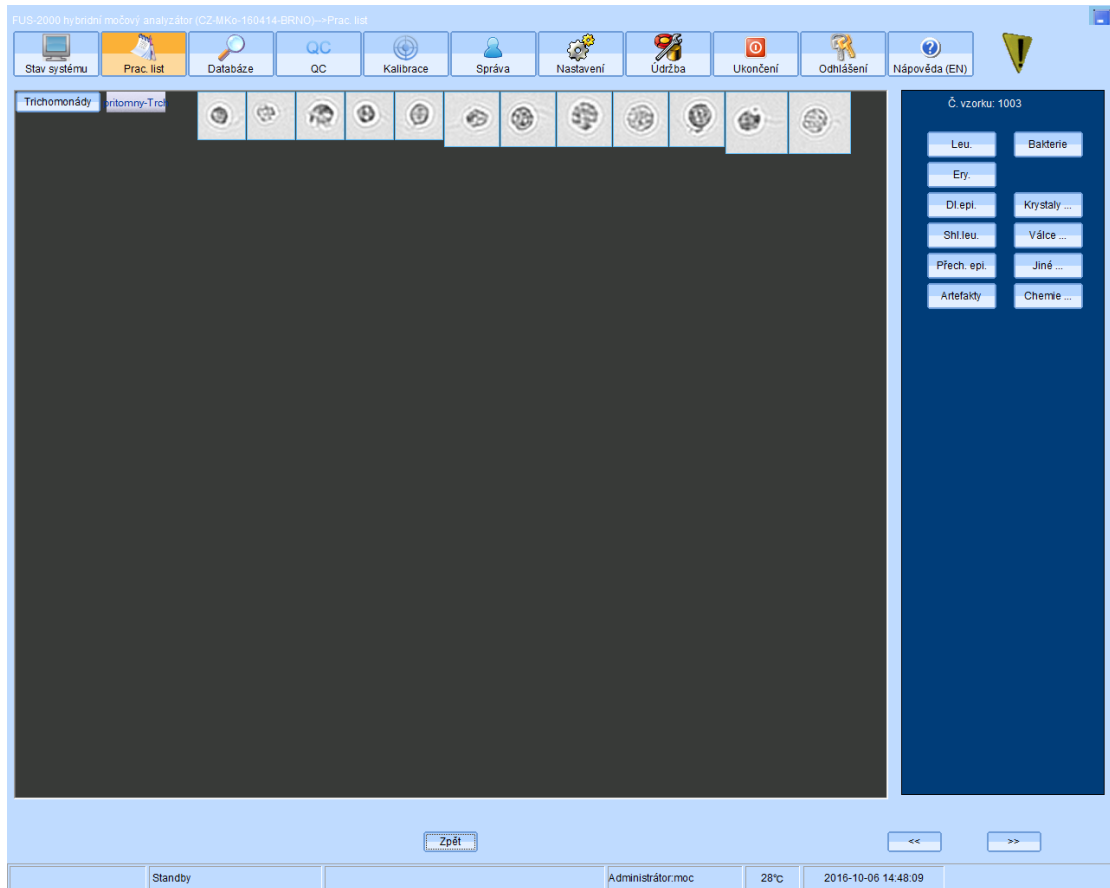 FUS-2000 hybridní močový analyzátor (CZ-MKo-160414-BRNO)-->Prac. list
QC
Stav systému Prac. list Databáze QC Kalibrace Správa Nastavení Údržba Ukončení Odhlášení Nápověda (EN)
Trichomonády pritomny-Trch
Č. vzorku: 1003
Leu. Bakterie
Ery.
Dl.epi. Krystaly ...
Shl.leu. Válce ...
Přech. epi. Jiné ...
Artefakty Chemie ...
Zpět << >>
Standby Administrátor:moc 28°C 2016-10-06 14:48:09